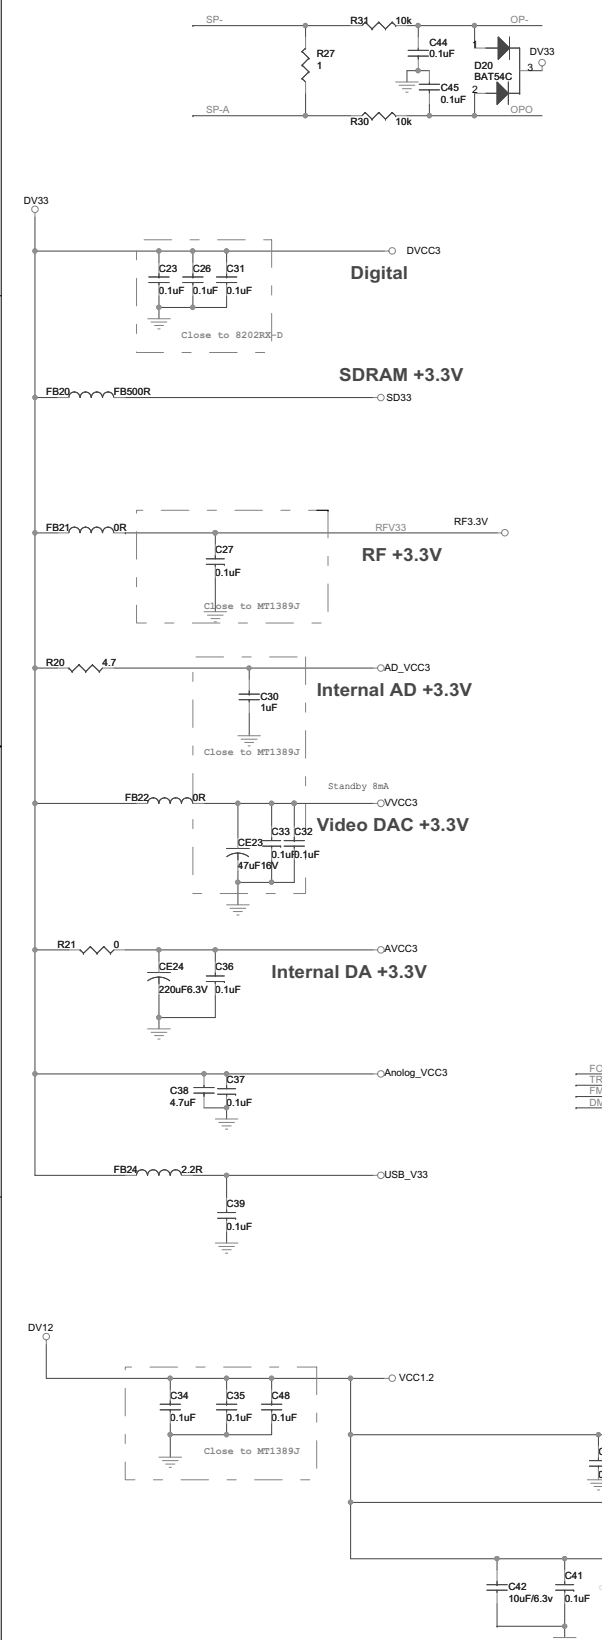 SP-
R31 10k
OP-
C44
0.1uF
R27
1
1
DV33
D20
BAT54C
3
C45
0.1uF
2
SP-A
R30 10k
OPO
DV33
DVCC3
C23 C26 C31
0.1uF 0.1uF 0.1uF
Digital
Close to 8202RX-D
SDRAM +3.3V
FB20 FB500R
SD33
FB21 0R
RFV33
RF3.3V
C27
0.1uF
RF +3.3V
Close to MT1389J
R20 4.7
AD_VCC3
C30
1uF
Internal AD +3.3V
Close to MT1389J
Standby 8mA
FB22 0R
VVCC3
Video DAC +3.3V
CE23 C33 C32
47uF16V 0.1uF 0.1uF
R21 0
AVCC3
CE24 C36
220uF6.3V 0.1uF
Internal DA +3.3V
Anolog_VCC3
C38 C37
4.7uF 0.1uF
FO
TR
FM
DM
FB24 2.2R
USB_V33
C39
0.1uF
DV12
VCC1.2
C34 C35 C48
0.1uF 0.1uF 0.1uF
Close to MT1389J
C42 C41
10uF/6.3v 0.1uF